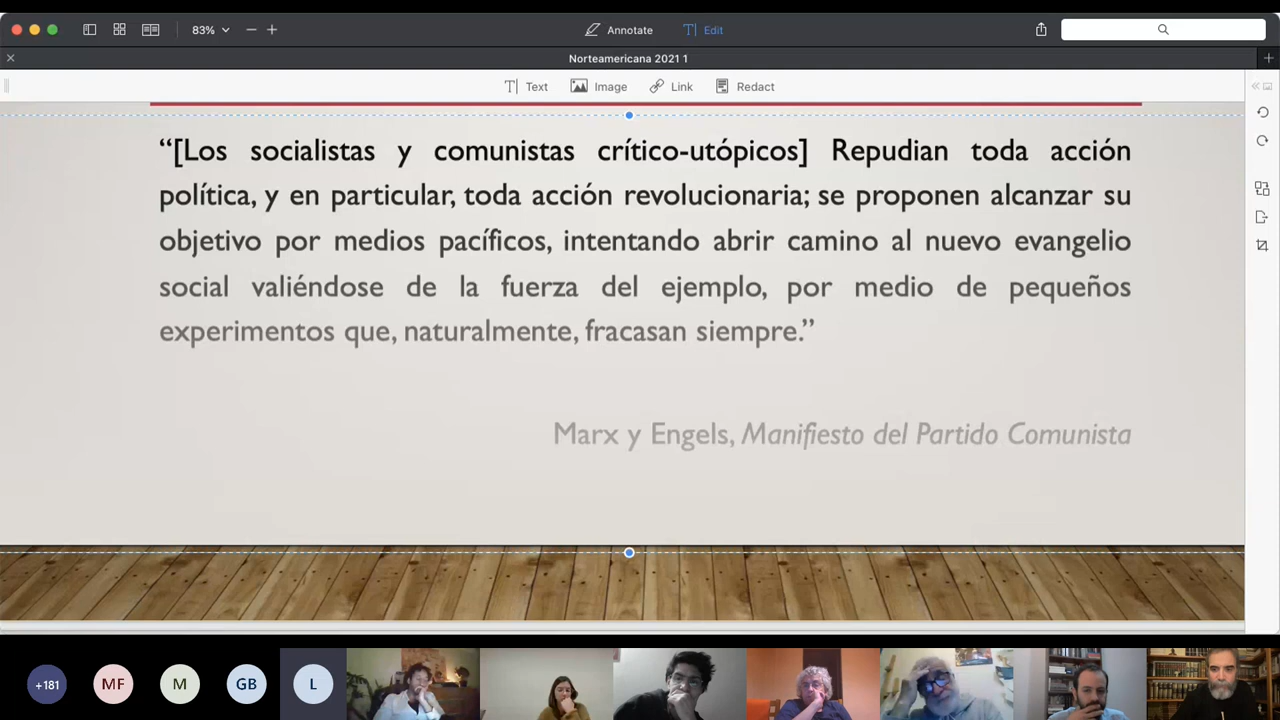 83%
Annotate
Edit
Norteamericana 2021 1
Text
Image
Link
Redact
“[Los socialistas y comunistas crítico-utópicos] Repudian toda acción
política, y en particular, toda acción revolucionaria; se proponen alcanzar su
objetivo por medios pacíficos, intentando abrir camino al nuevo evangelio
social valiéndose de la fuerza del ejemplo, por medio de pequeños
experimentos que, naturalmente, fracasan siempre.”
Marx y Engels, Manifiesto del Partido Comunista
+181
MF
M
GB
L